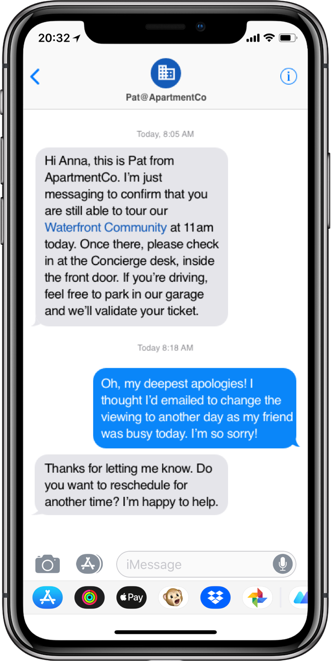 20:32
Pat@ApartmentCo
Today, 8:05 AM
Hi Anna, this is Pat from
ApartmentCo. I'm just
messaging to confirm that you
are still able to tour our
Waterfront Community at 11am
today. Once there, please check
in at the Concierge desk, inside
the front door. If you're driving,
feel free to park in our garage
and we'll validate your ticket.
Today 8:18 AM
Oh, my deepest apologies! I
thought I'd emailed to change the
viewing to another day as my friend
was busy today. I'm so sorry!
Thanks for letting me know. Do
you want to reschedule for
another time? I'm happy to help.
iMessage
Pay